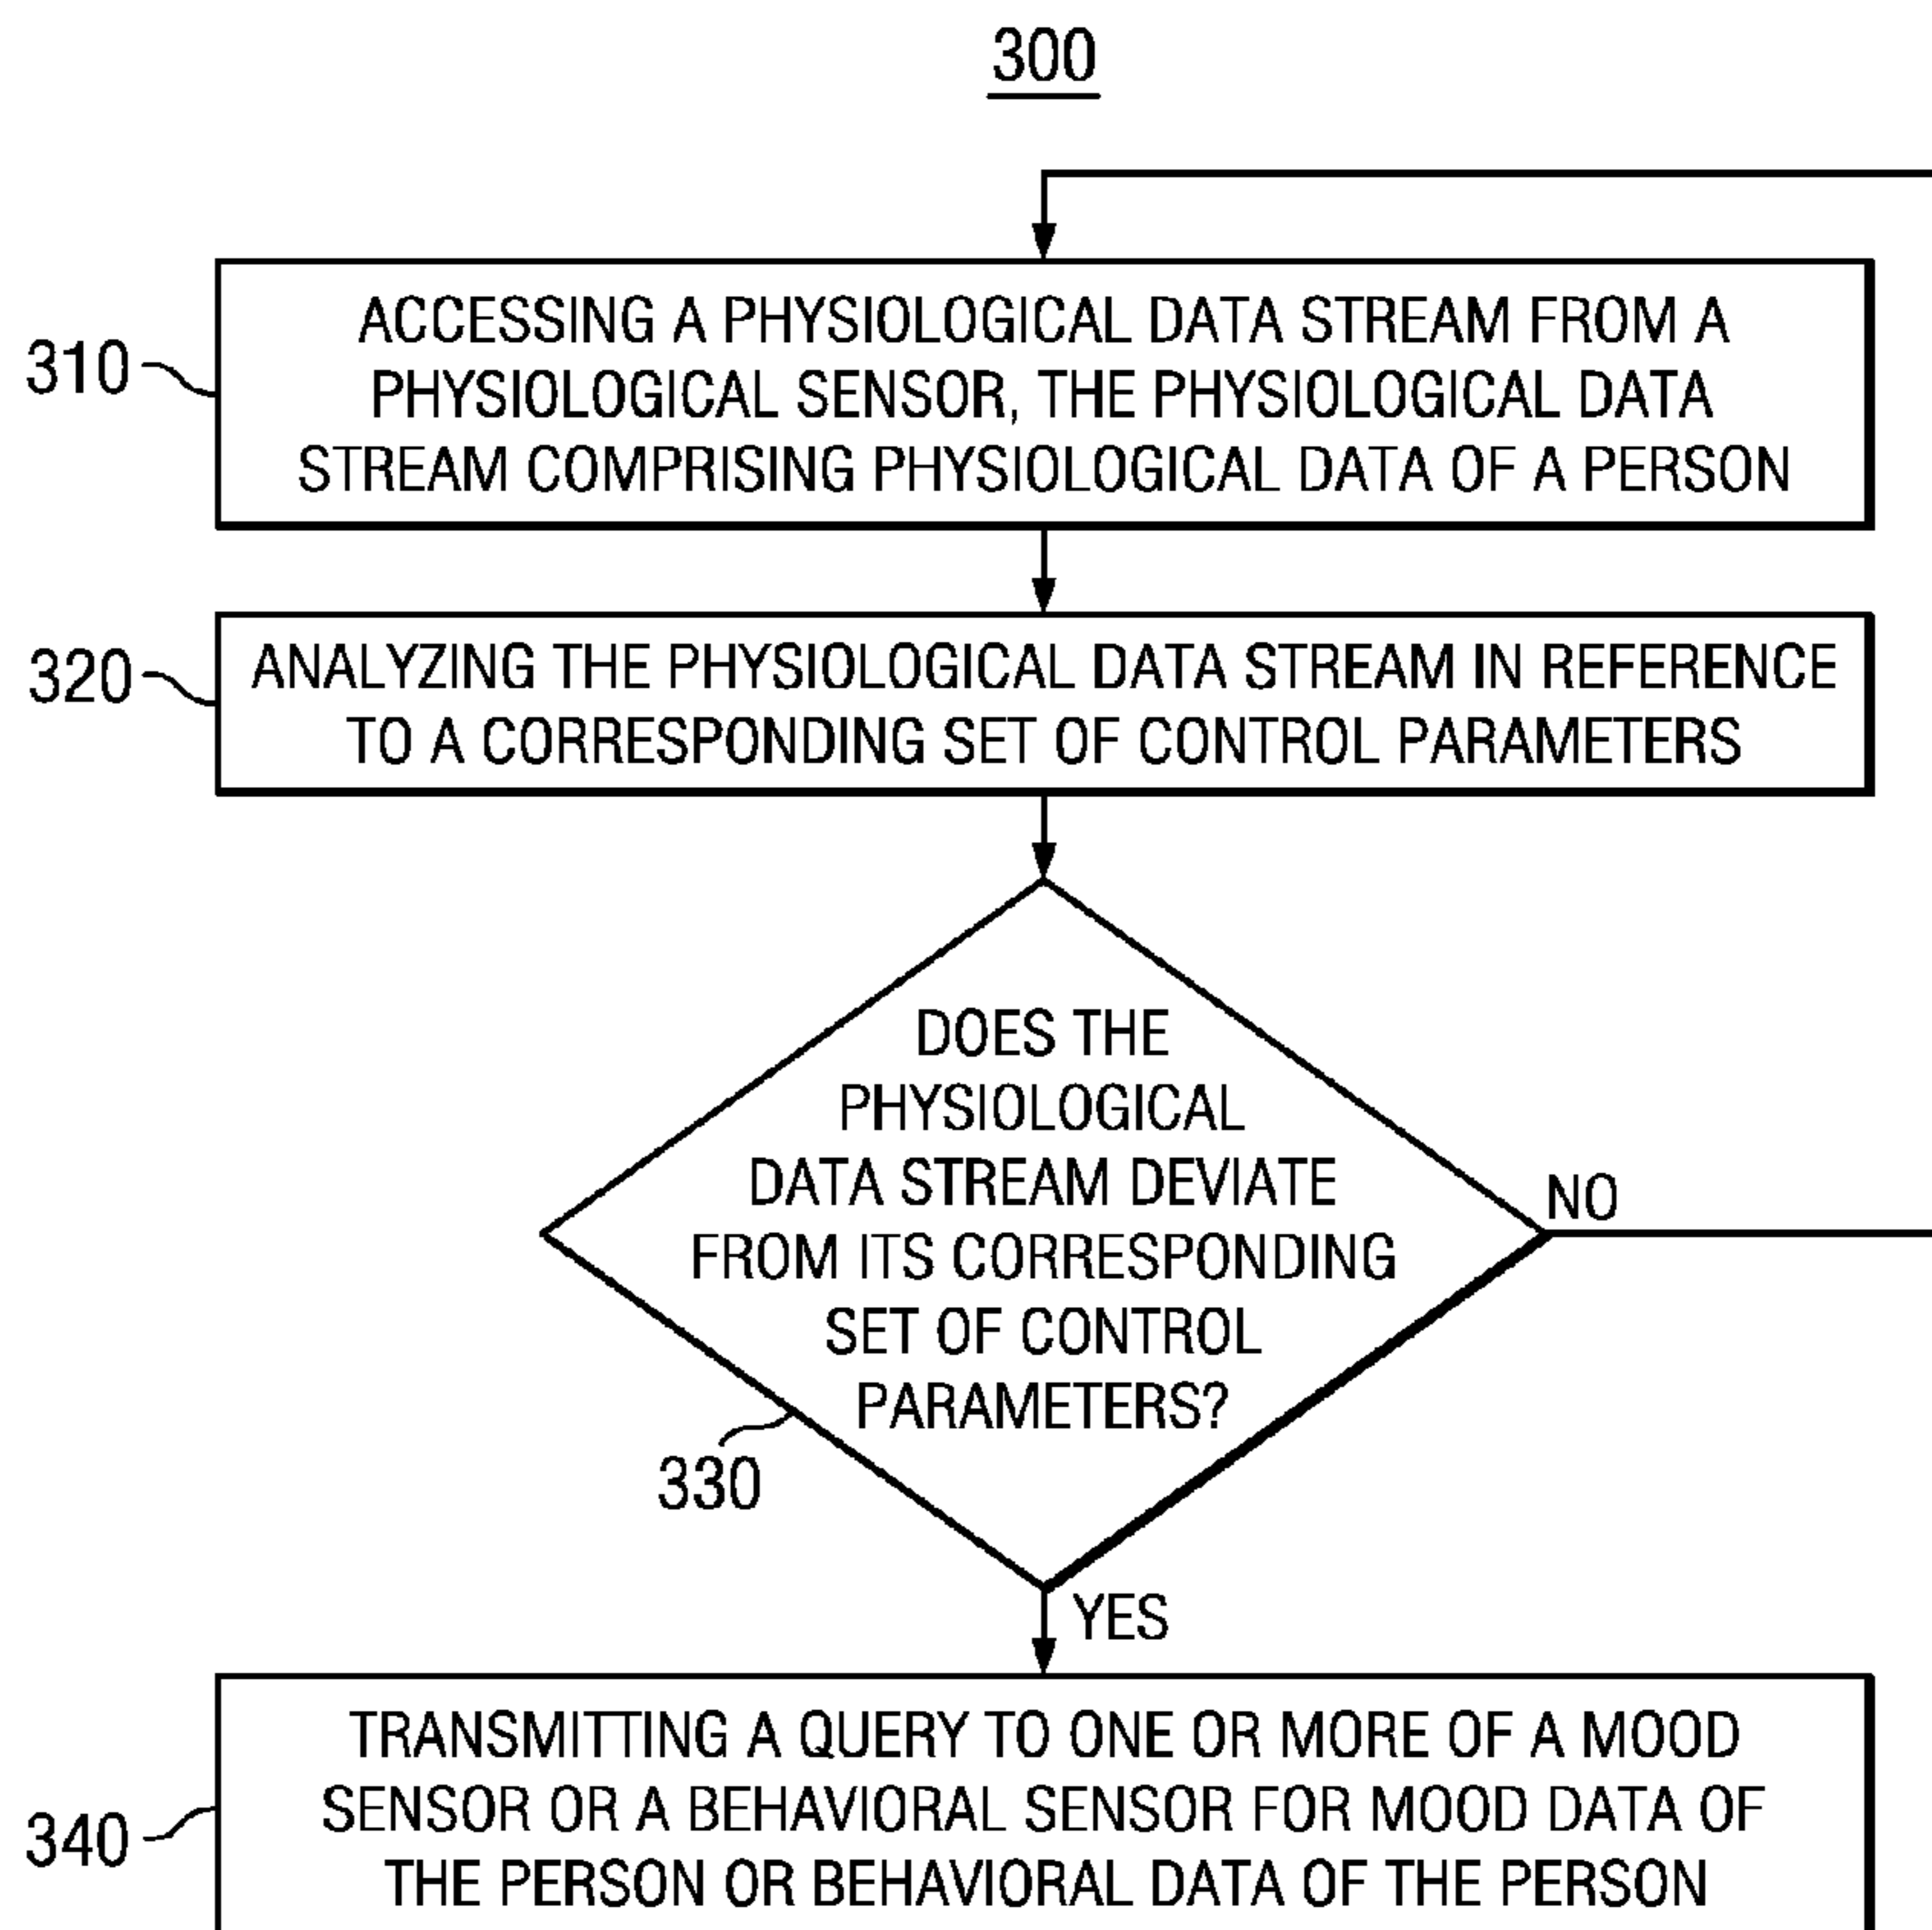 300
310
ACCESSING A PHYSIOLOGICAL DATA STREAM FROM A
PHYSIOLOGICAL SENSOR, THE PHYSIOLOGICAL DATA
STREAM COMPRISING PHYSIOLOGICAL DATA OF A PERSON
320
ANALYZING THE PHYSIOLOGICAL DATA STREAM IN REFERENCE
TO A CORRESPONDING SET OF CONTROL PARAMETERS
DOES THE
PHYSIOLOGICAL
DATA STREAM DEVIATE
FROM ITS CORRESPONDING
SET OF CONTROL
PARAMETERS?
NO
330
YES
340
TRANSMITTING A QUERY TO ONE OR MORE OF A MOOD
SENSOR OR A BEHAVIORAL SENSOR FOR MOOD DATA OF
THE PERSON OR BEHAVIORAL DATA OF THE PERSON